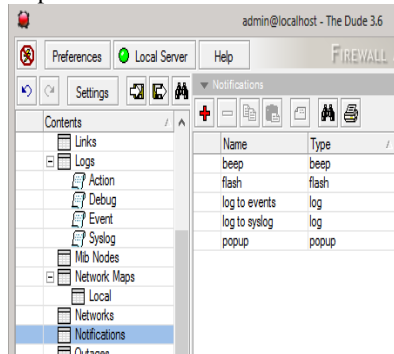 admin@localhost - The Dude 3.6
Preferences Local Server Help FIREWALL
Settings
Notifications
Contents
Links
Logs
Action
Debug
Event
Syslog
Mib Nodes
Network Maps
Local
Networks
Notifications
Outages
Name Type
beep beep
flash flash
log to events log
log to syslog log
popup popup